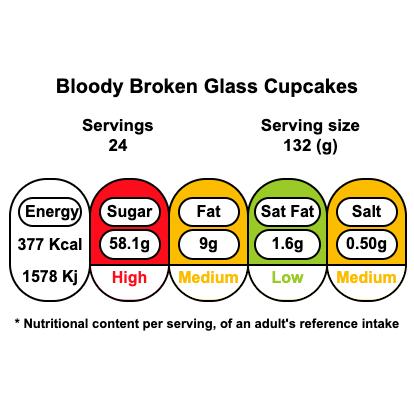 Bloody Broken Glass Cupcakes
Servings Serving size
24 132 (g)
Energy Sugar Fat Sat Fat Salt
377 Kcal 58.1g 9g 1.6g 0.50g
1578 Kj High Medium Low Medium
* Nutritional content per serving, of an adult's reference intake